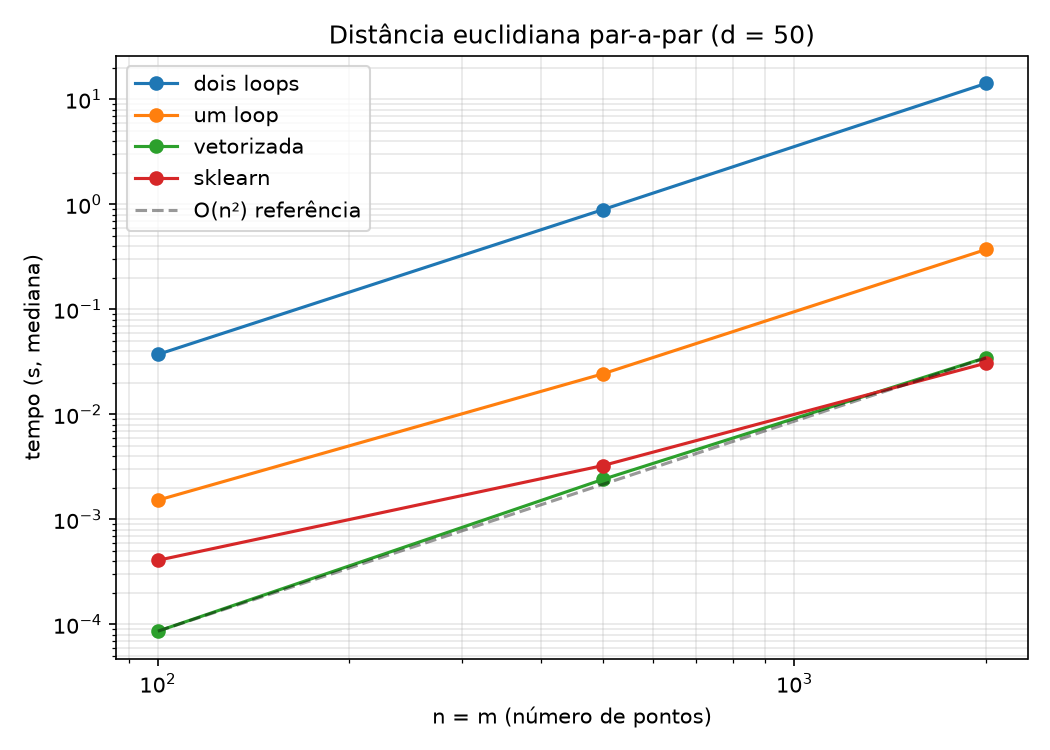 Distância euclidiana par-a-par (d = 50)
dois loops
um loop
vetorizada
sklearn
O(n²) referência
10¹
10⁰
10⁻¹
10⁻²
10⁻³
10⁻⁴
tempo (s, mediana)
10² 10³
n = m (número de pontos)